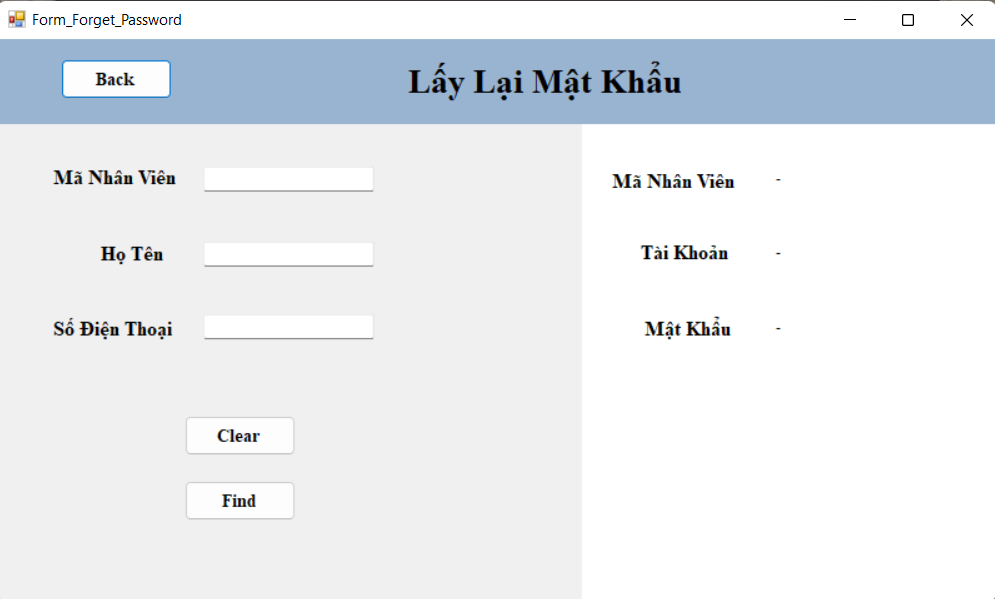 Form_Forget_Password
Back
Lấy Lại Mật Khẩu
Mã Nhân Viên
Họ Tên
Số Điện Thoại
Clear
Find
Mã Nhân Viên -
Tài Khoản -
Mật Khẩu -